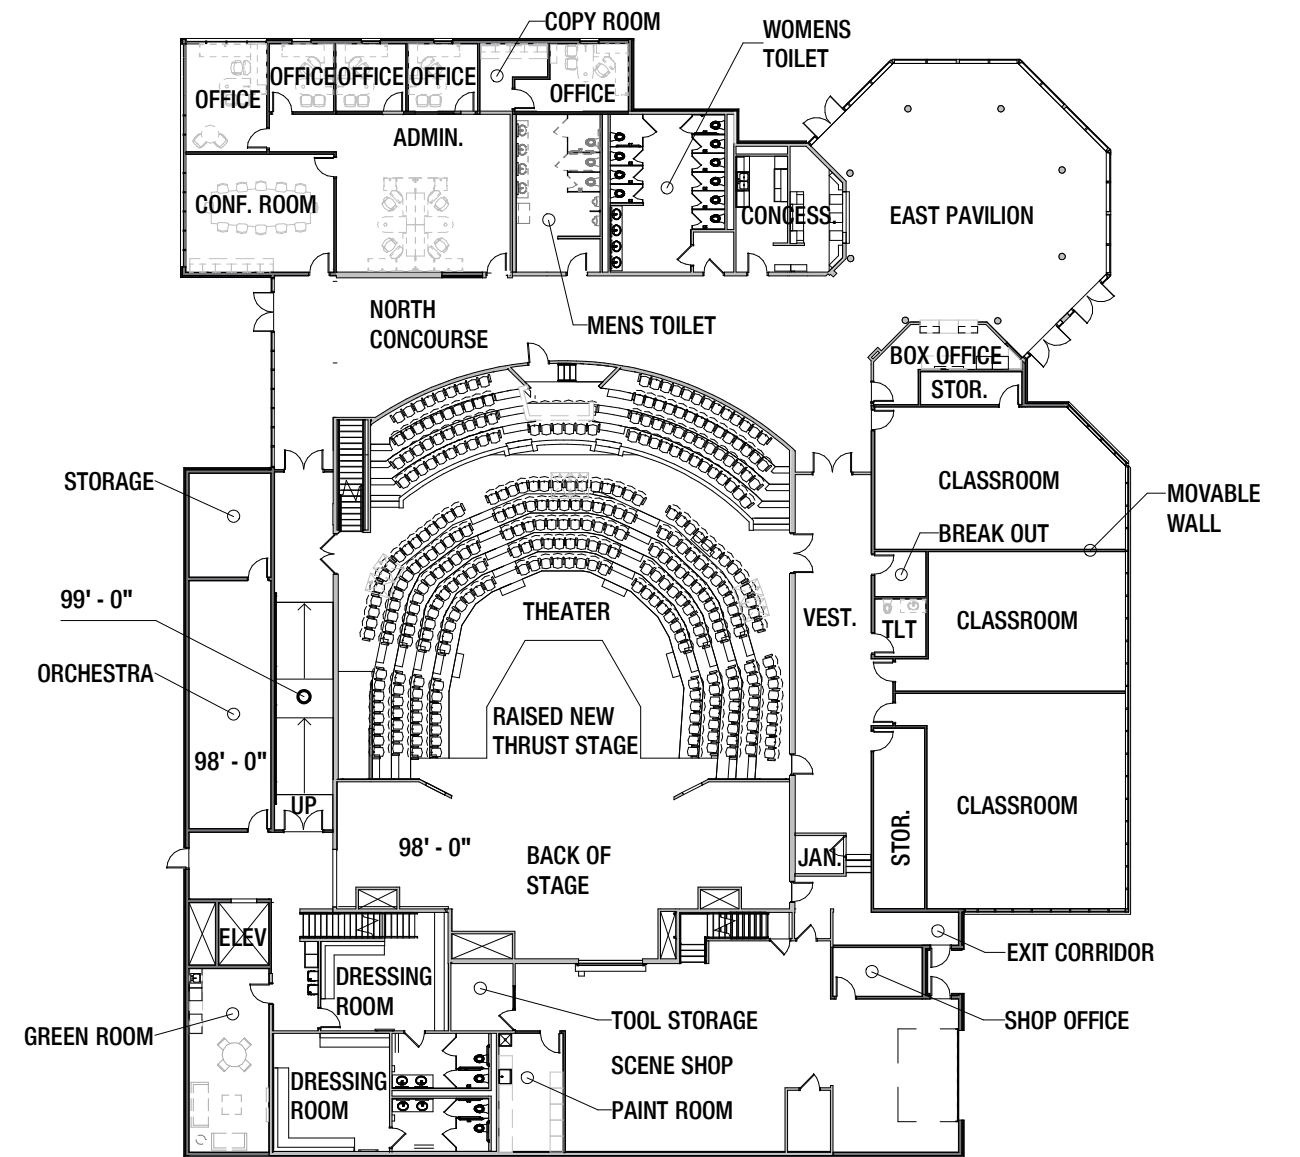 COPY ROOM
WOMENS
TOILET
OFFICE
OFFICE
OFFICE
OFFICE
OFFICE
ADMIN.
CONF. ROOM
CONCESS.
EAST PAVILION
NORTH
CONCOURSE
MENS TOILET
BOX OFFICE
STOR.
STORAGE
CLASSROOM
MOVABLE
WALL
BREAK OUT
99' - 0"
THEATER
VEST.
TLT
CLASSROOM
ORCHESTRA
RAISED NEW
THRUST STAGE
98' - 0"
UP
CLASSROOM
STOR.
98' - 0"
BACK OF
STAGE
JAN.
ELEV
EXIT CORRIDOR
DRESSING
ROOM
GREEN ROOM
TOOL STORAGE
SHOP OFFICE
SCENE SHOP
DRESSING
ROOM
PAINT ROOM